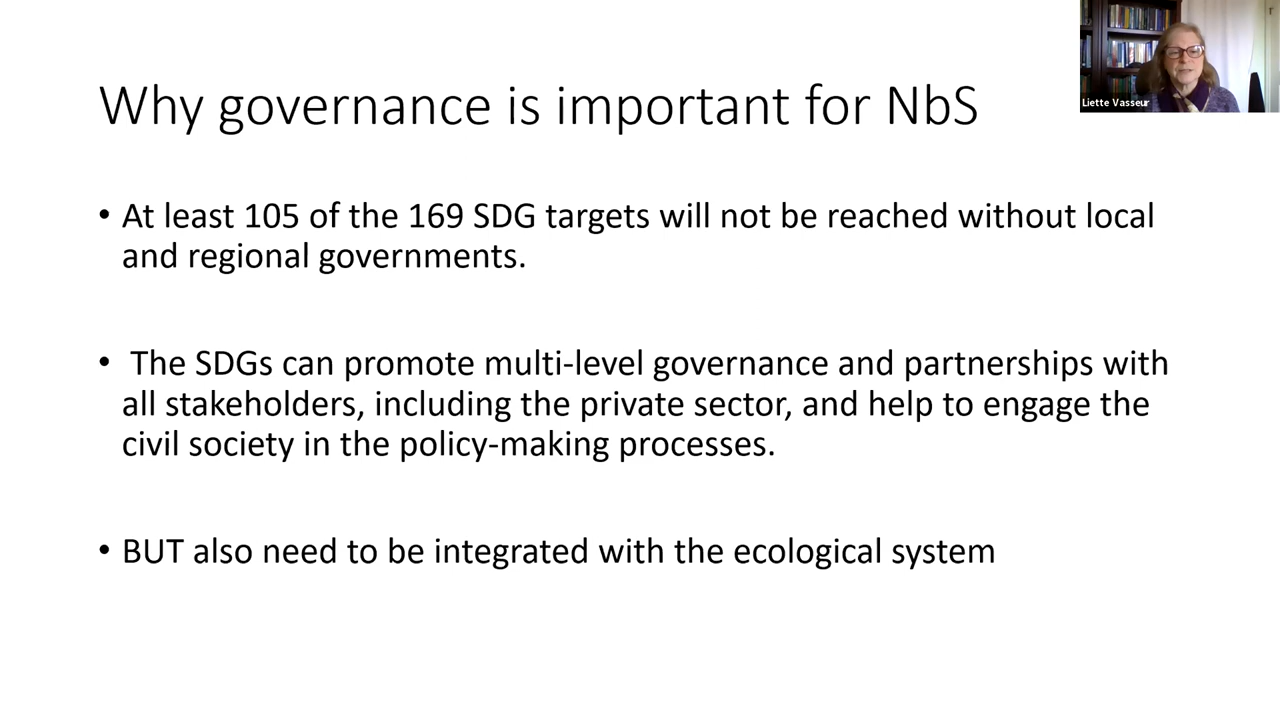 Why governance is important for NbS
Liette Vasseur
• At least 105 of the 169 SDG targets will not be reached without local
and regional governments.
• The SDGs can promote multi-level governance and partnerships with
all stakeholders, including the private sector, and help to engage the
civil society in the policy-making processes.
• BUT also need to be integrated with the ecological system